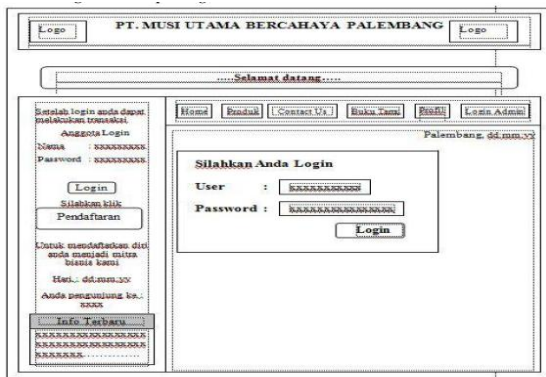 Logo
PT. MUSI UTAMA BERCAHAYA PALEMBANG
Logo
.....Selamat datang.....
Setelah login anda dapat
melakukan transaksi
Anggota Login
Nama : xxxxxxxxx
Password : xxxxxxxxx
Login
Silahkan klik
Pendaftaran
Untuk mendaftarkan diri
anda menjadi mitra
bisnis kami
Hari : dd:mm:yy
Anda pengunjung ke :
xxxx
Info Terbaru
xxxxxxxxxxxxxxxxx
xxxxxxxxxxxxxxxxx
xxxxxxx..............
Home Produk Contact Us Buku Tamu Profil Login Admin
Palembang, dd:mm:yy
Silahkan Anda Login
User : xxxxxxxxxxx
Password : xxxxxxxxxxxxxxxx
Login